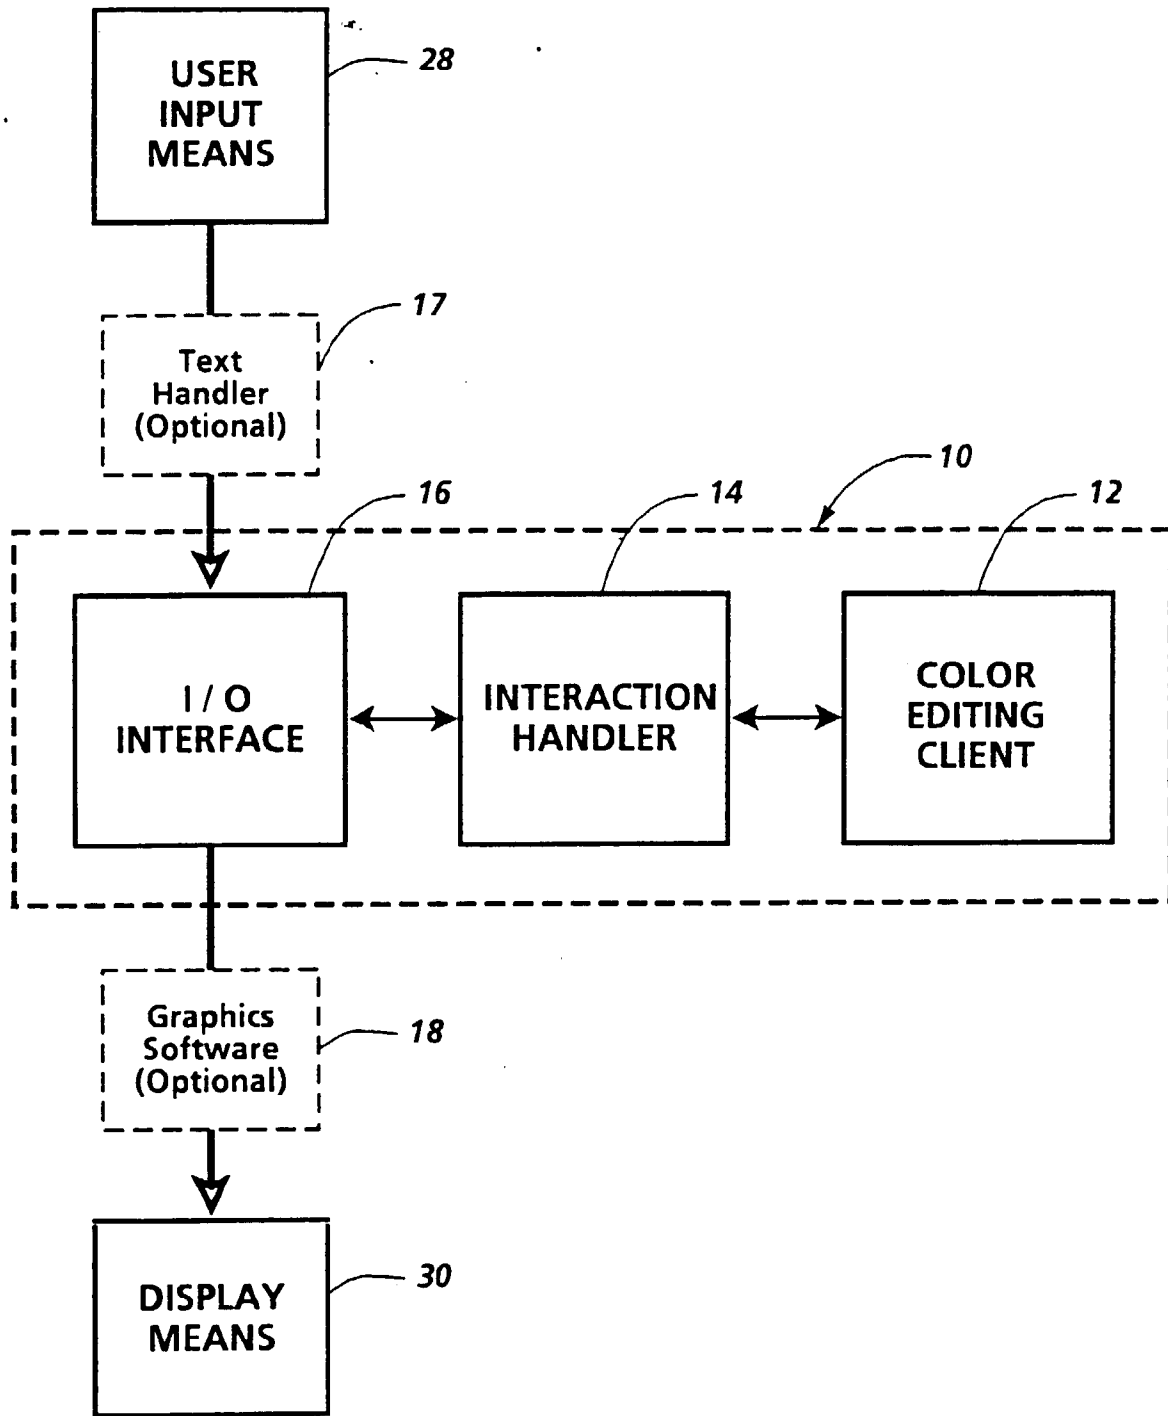 USER
INPUT
MEANS
28
17
Text
Handler
(Optional)
10
16
14
12
I / O
INTERFACE
INTERACTION
HANDLER
COLOR
EDITING
CLIENT
Graphics
Software
(Optional)
18
DISPLAY
MEANS
30